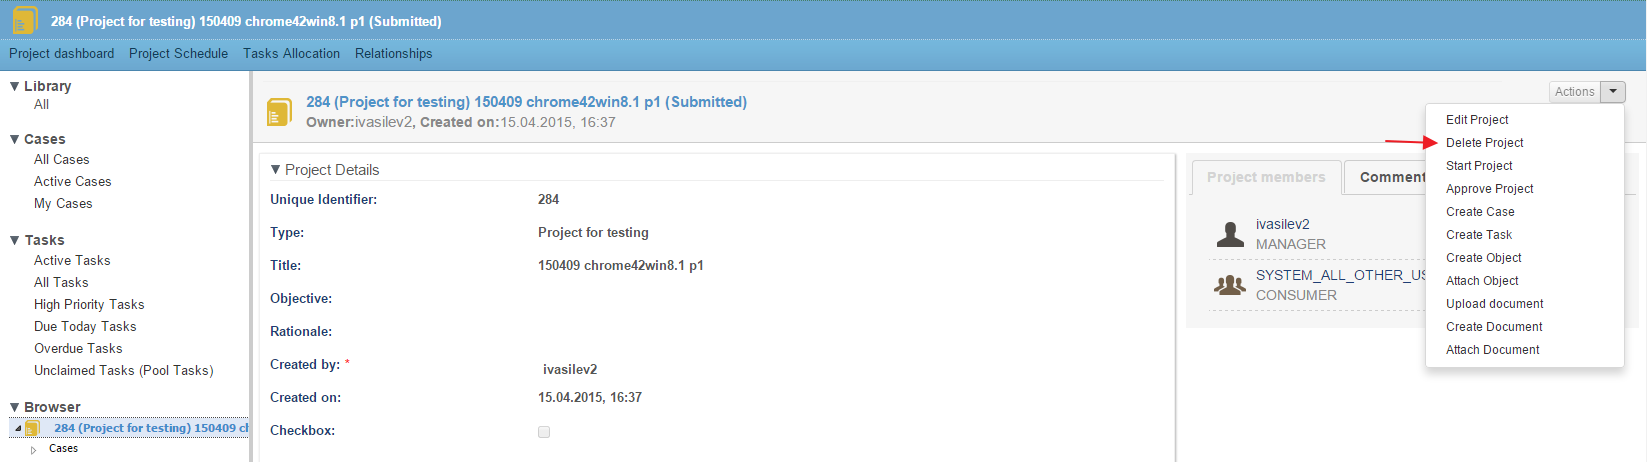 284 (Project for testing) 150409 chrome42win8.1 p1 (Submitted)
Project dashboard Project Schedule Tasks Allocation Relationships
Library
All
Cases
All Cases
Active Cases
My Cases
Tasks
Active Tasks
All Tasks
High Priority Tasks
Due Today Tasks
Overdue Tasks
Unclaimed Tasks (Pool Tasks)
Browser
284 (Project for testing) 150409 ch
Cases
284 (Project for testing) 150409 chrome42win8.1 p1 (Submitted)
Owner:ivasilev2, Created on:15.04.2015, 16:37
Project Details
Unique Identifier: 284
Type: Project for testing
Title: 150409 chrome42win8.1 p1
Objective:
Rationale:
Created by: * ivasilev2
Created on: 15.04.2015, 16:37
Checkbox:
Project members Comment
ivasilev2
MANAGER
SYSTEM_ALL_OTHER_US
CONSUMER
Actions
Edit Project
Delete Project
Start Project
Approve Project
Create Case
Create Task
Create Object
Attach Object
Upload document
Create Document
Attach Document